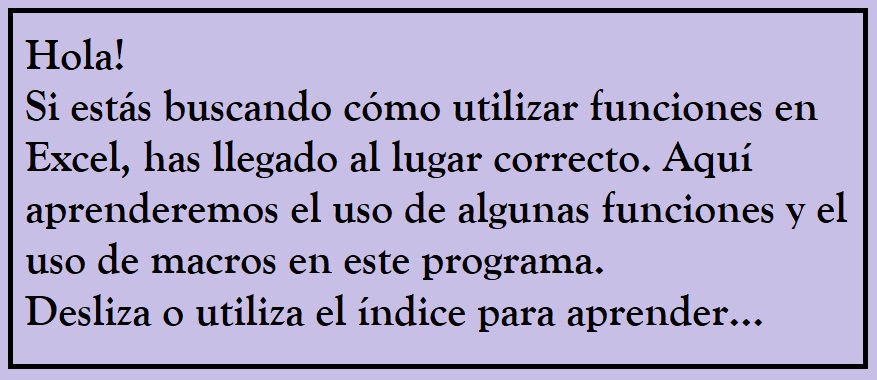 Hola!
Si estás buscando cómo utilizar funciones en
Excel, has llegado al lugar correcto. Aquí
aprenderemos el uso de algunas funciones y el
uso de macros en este programa.
Desliza o utiliza el índice para aprender...